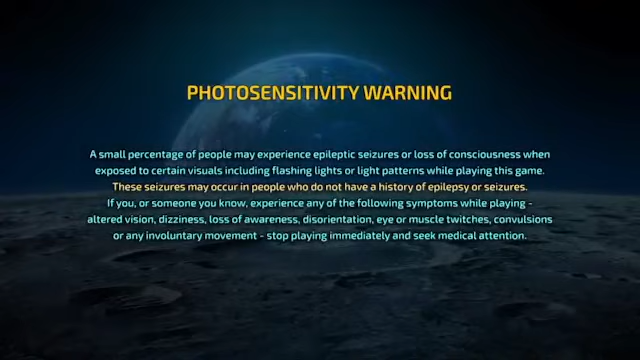 PHOTOSENSITIVITY WARNING
A small percentage of people may experience epileptic seizures or loss of consciousness when
exposed to certain visuals including flashing lights or light patterns while playing this game.
These seizures may occur in people who do not have a history of epilepsy or seizures.
If you, or someone you know, experience any of the following symptoms while playing -
altered vision, dizziness, loss of awareness, disorientation, eye or muscle twitches, convulsions
or any involuntary movement - stop playing immediately and seek medical attention.